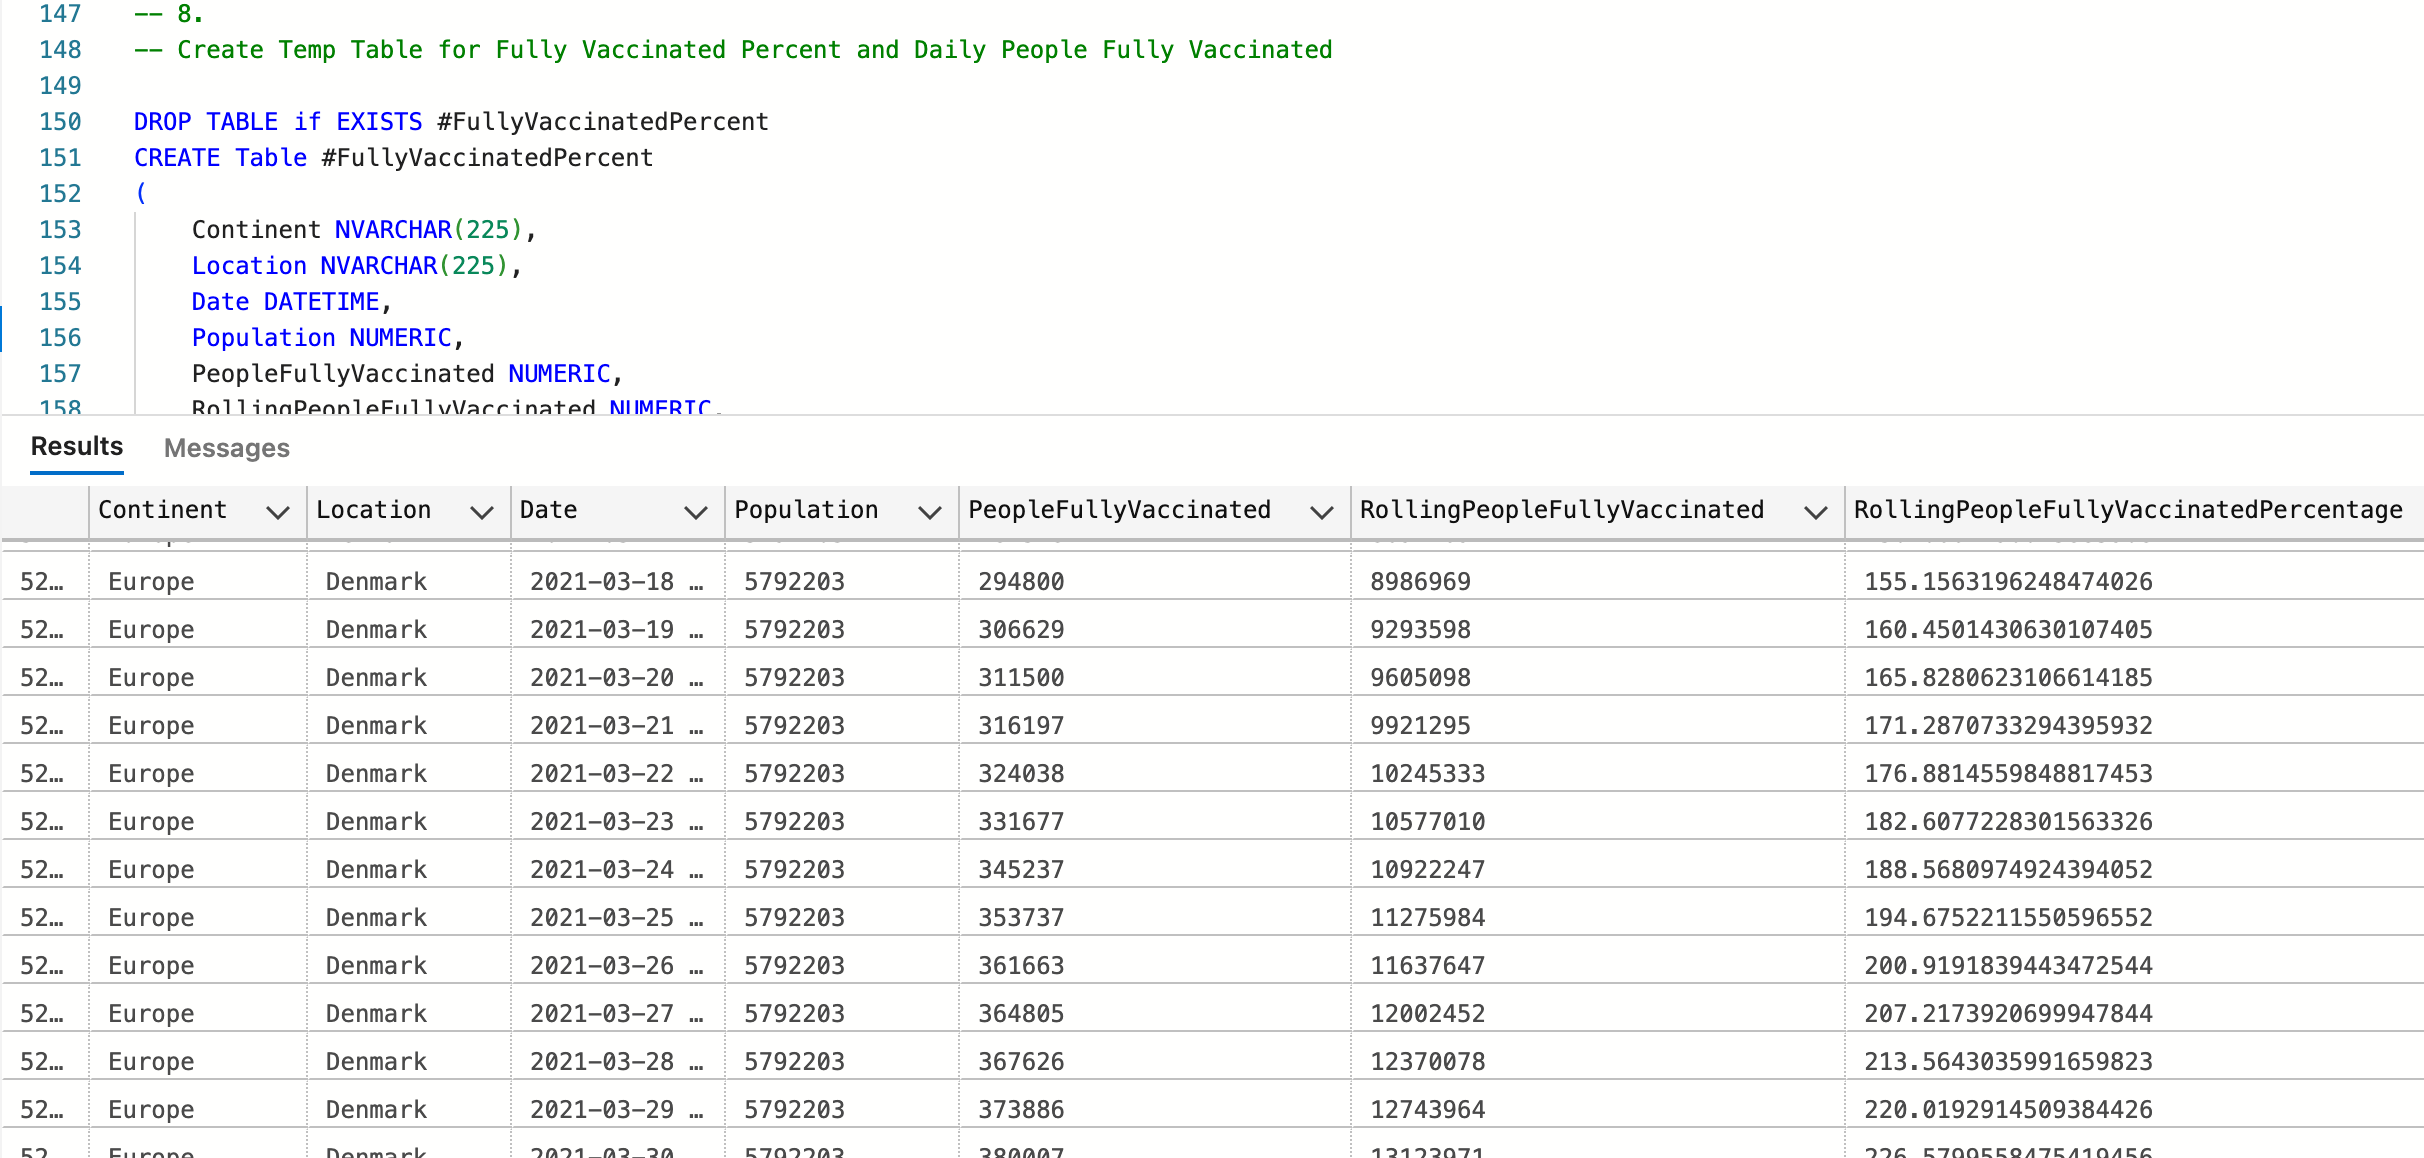 147 -- 8.
148 -- Create Temp Table for Fully Vaccinated Percent and Daily People Fully Vaccinated
149
150 DROP TABLE if EXISTS #FullyVaccinatedPercent
151 CREATE Table #FullyVaccinatedPercent
152 (
153 Continent NVARCHAR(225),
154 Location NVARCHAR(225),
155 Date DATETIME,
156 Population NUMERIC,
157 PeopleFullyVaccinated NUMERIC,
158 RollingPeopleFullyVaccinated NUMERIC,
Results Messages
Continent Location Date Population PeopleFullyVaccinated RollingPeopleFullyVaccinated RollingPeopleFullyVaccinatedPercentage
52… Europe Denmark 2021-03-18 … 5792203 294800 8986969 155.1563196248474026
52… Europe Denmark 2021-03-19 … 5792203 306629 9293598 160.4501430630107405
52… Europe Denmark 2021-03-20 … 5792203 311500 9605098 165.8280623106614185
52… Europe Denmark 2021-03-21 … 5792203 316197 9921295 171.2870733294395932
52… Europe Denmark 2021-03-22 … 5792203 324038 10245333 176.8814559848817453
52… Europe Denmark 2021-03-23 … 5792203 331677 10577010 182.6077228301563326
52… Europe Denmark 2021-03-24 … 5792203 345237 10922247 188.5680974924394052
52… Europe Denmark 2021-03-25 … 5792203 353737 11275984 194.6752211550596552
52… Europe Denmark 2021-03-26 … 5792203 361663 11637647 200.9191839443472544
52… Europe Denmark 2021-03-27 … 5792203 364805 12002452 207.2173920699947844
52… Europe Denmark 2021-03-28 … 5792203 367626 12370078 213.5643035991659823
52… Europe Denmark 2021-03-29 … 5792203 373886 12743964 220.0192914509384426
52… Europe Denmark 2021-03-30 … 5792203 380007 13123971 226.5799558475419456